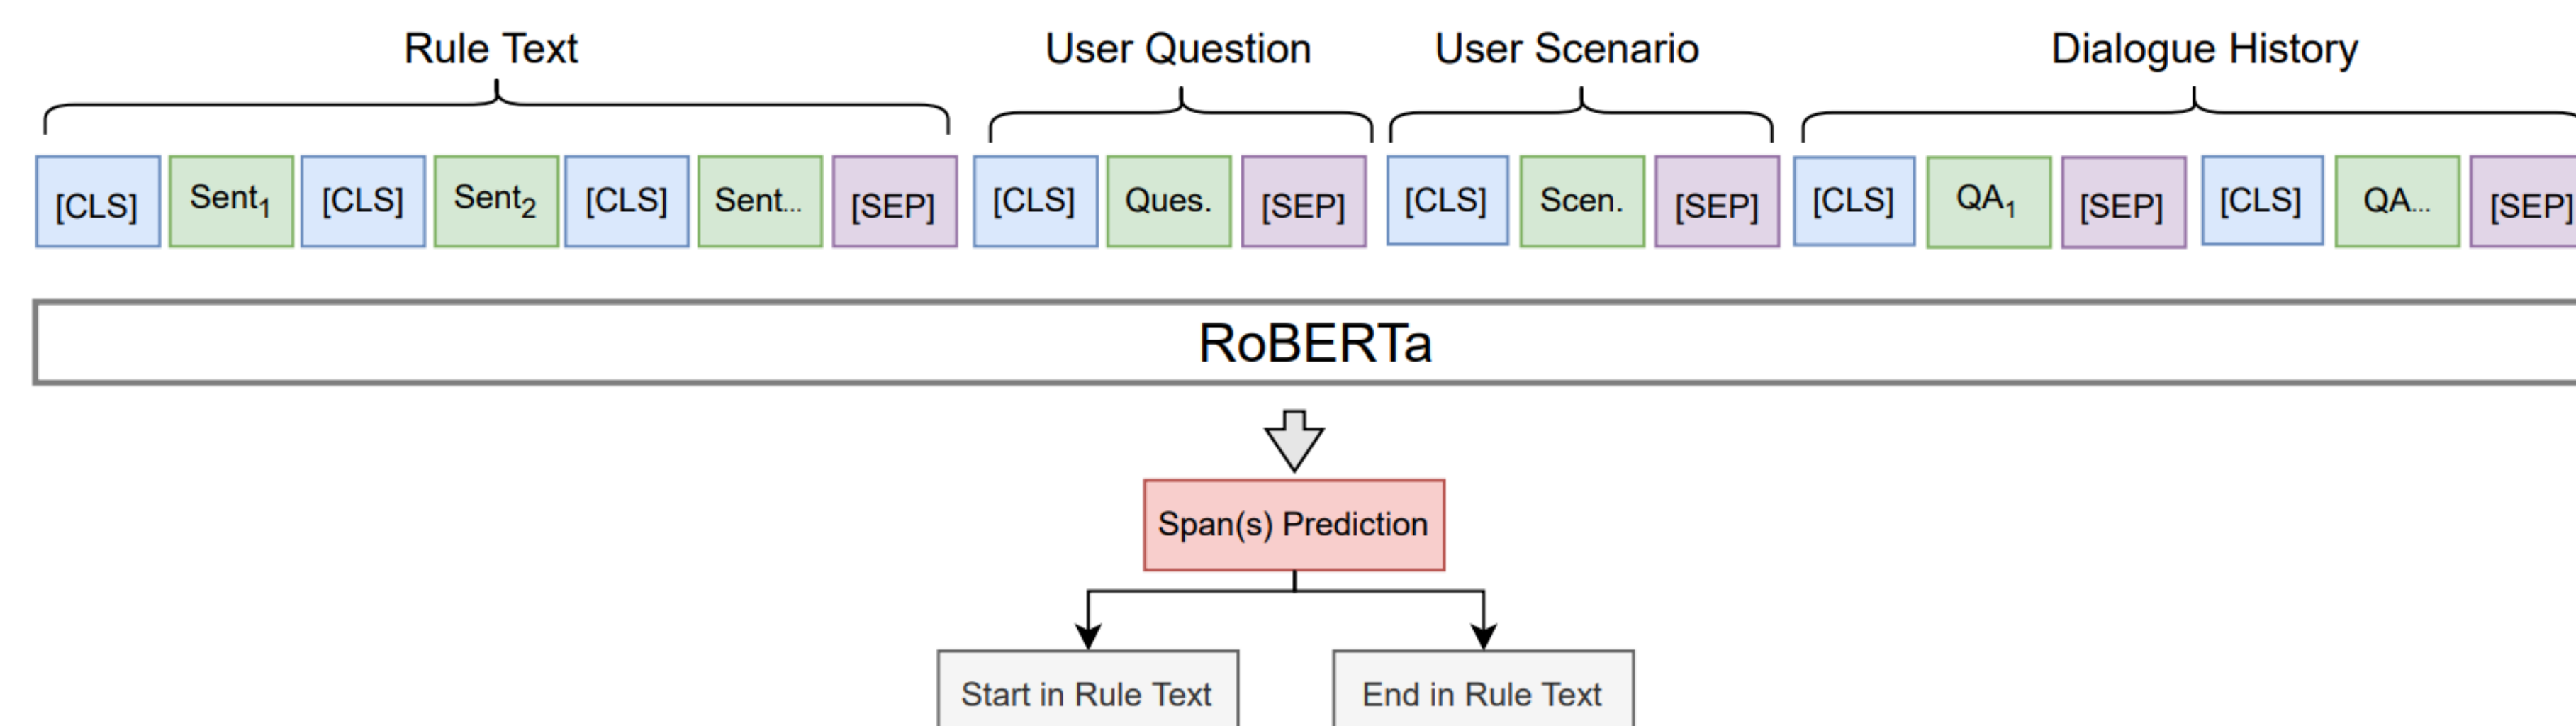 Rule Text User Question User Scenario Dialogue History
[CLS] Sent1 [CLS] Sent2 [CLS] Sent... [SEP] [CLS] Ques. [SEP] [CLS] Scen. [SEP] [CLS] QA1 [SEP] [CLS] QA... [SEP]
RoBERTa
Span(s) Prediction
Start in Rule Text End in Rule Text